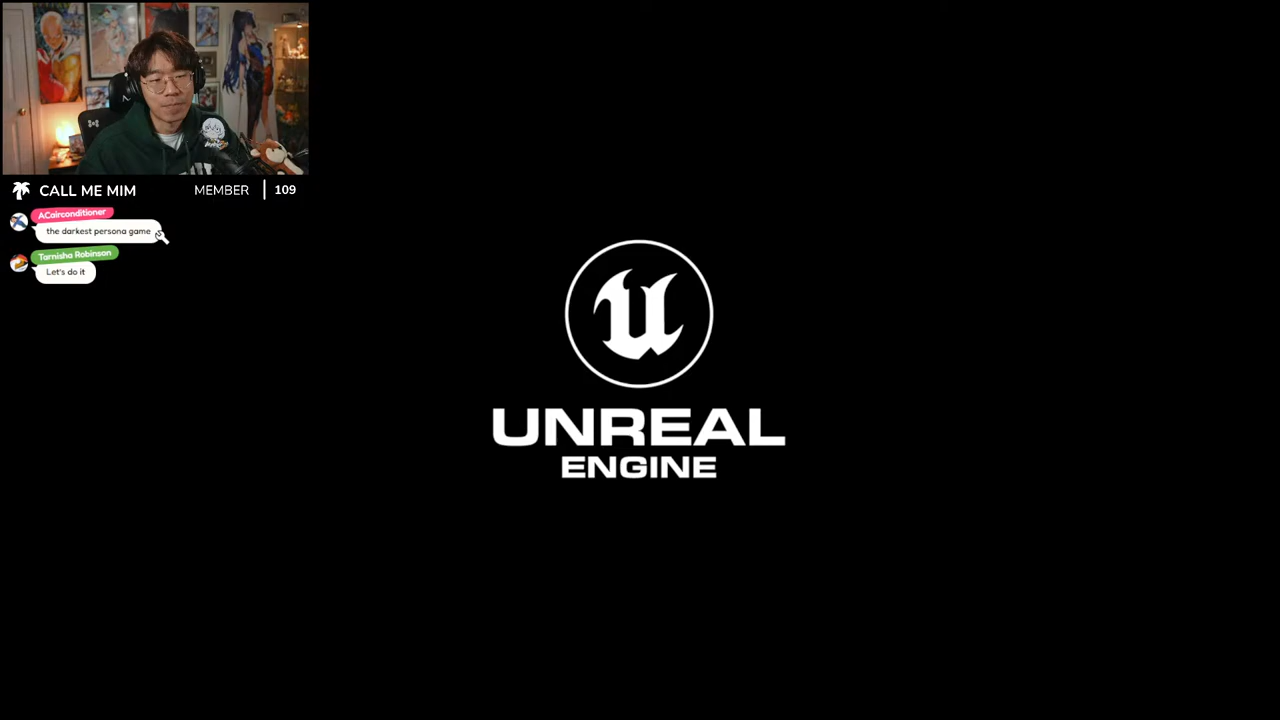 CALL ME MIM
MEMBER
109
ACairconditioner
the darkest persona game
Tarnisha Robinson
Let's do it
UNREAL
ENGINE